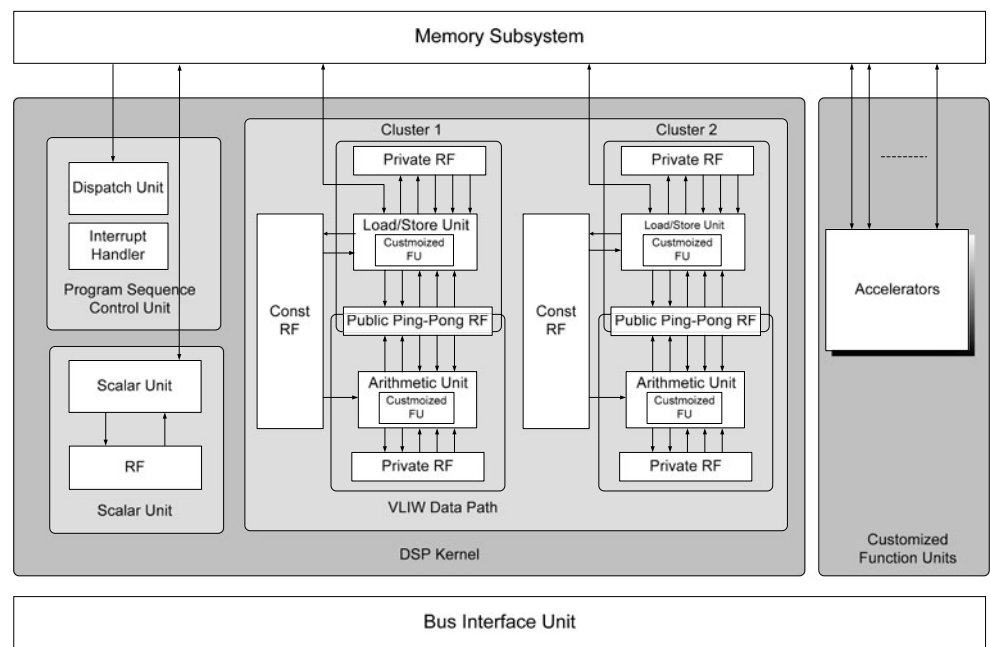 Memory Subsystem
Cluster 1
Cluster 2
Private RF
Private RF
Dispatch Unit
Load/Store Unit
Load/Store Unit
Interrupt
Handler
Custmoized
FU
Custmoized
FU
Program Sequence
Control Unit
Const
RF
Const
RF
Accelerators
Public Ping-Pong RF
Public Ping-Pong RF
Scalar Unit
Arithmetic Unit
Arithmetic Unit
Custmoized
FU
Custmoized
FU
RF
Private RF
Private RF
Scalar Unit
VLIW Data Path
DSP Kernel
Customized
Function Units
Bus Interface Unit